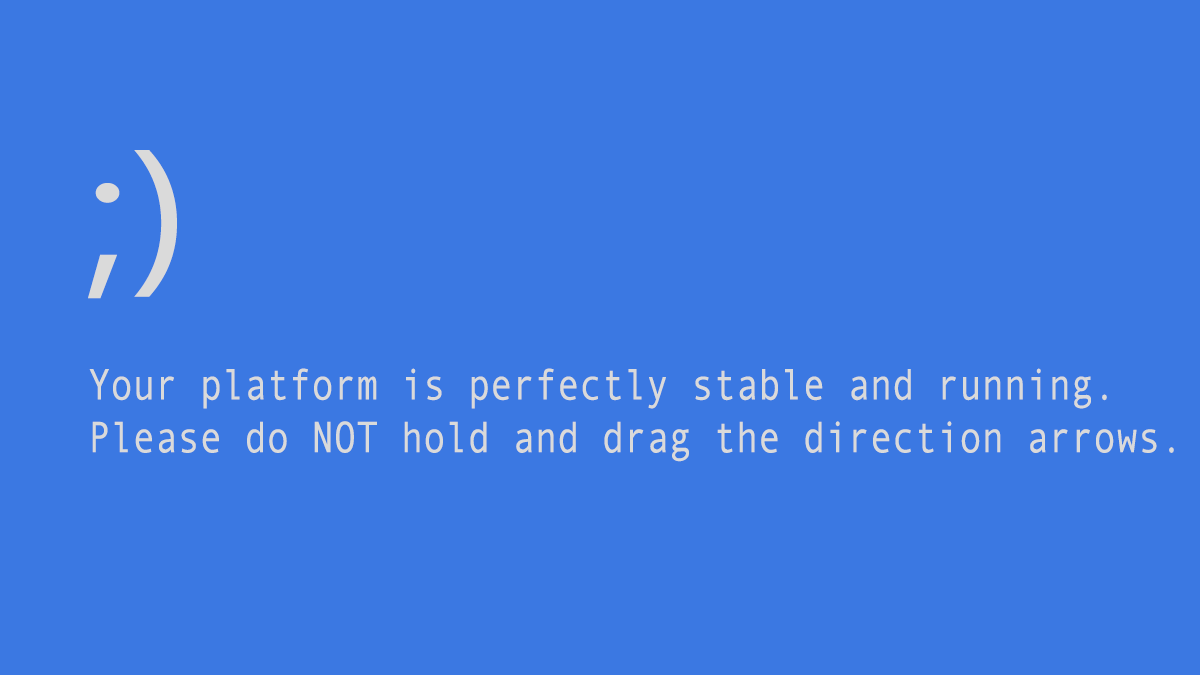 ;)
Your platform is perfectly stable and running.
Please do NOT hold and drag the direction arrows.